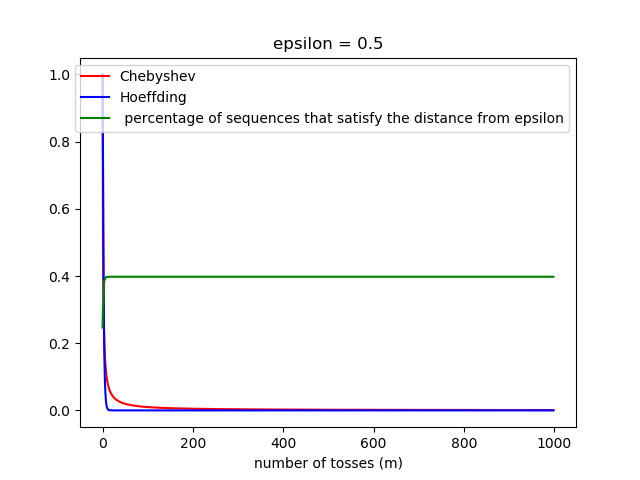 epsilon = 0.5
Chebyshev
Hoeffding
percentage of sequences that satisfy the distance from epsilon
1.0
0.8
0.6
0.4
0.2
0.0
0 200 400 600 800 1000
number of tosses (m)